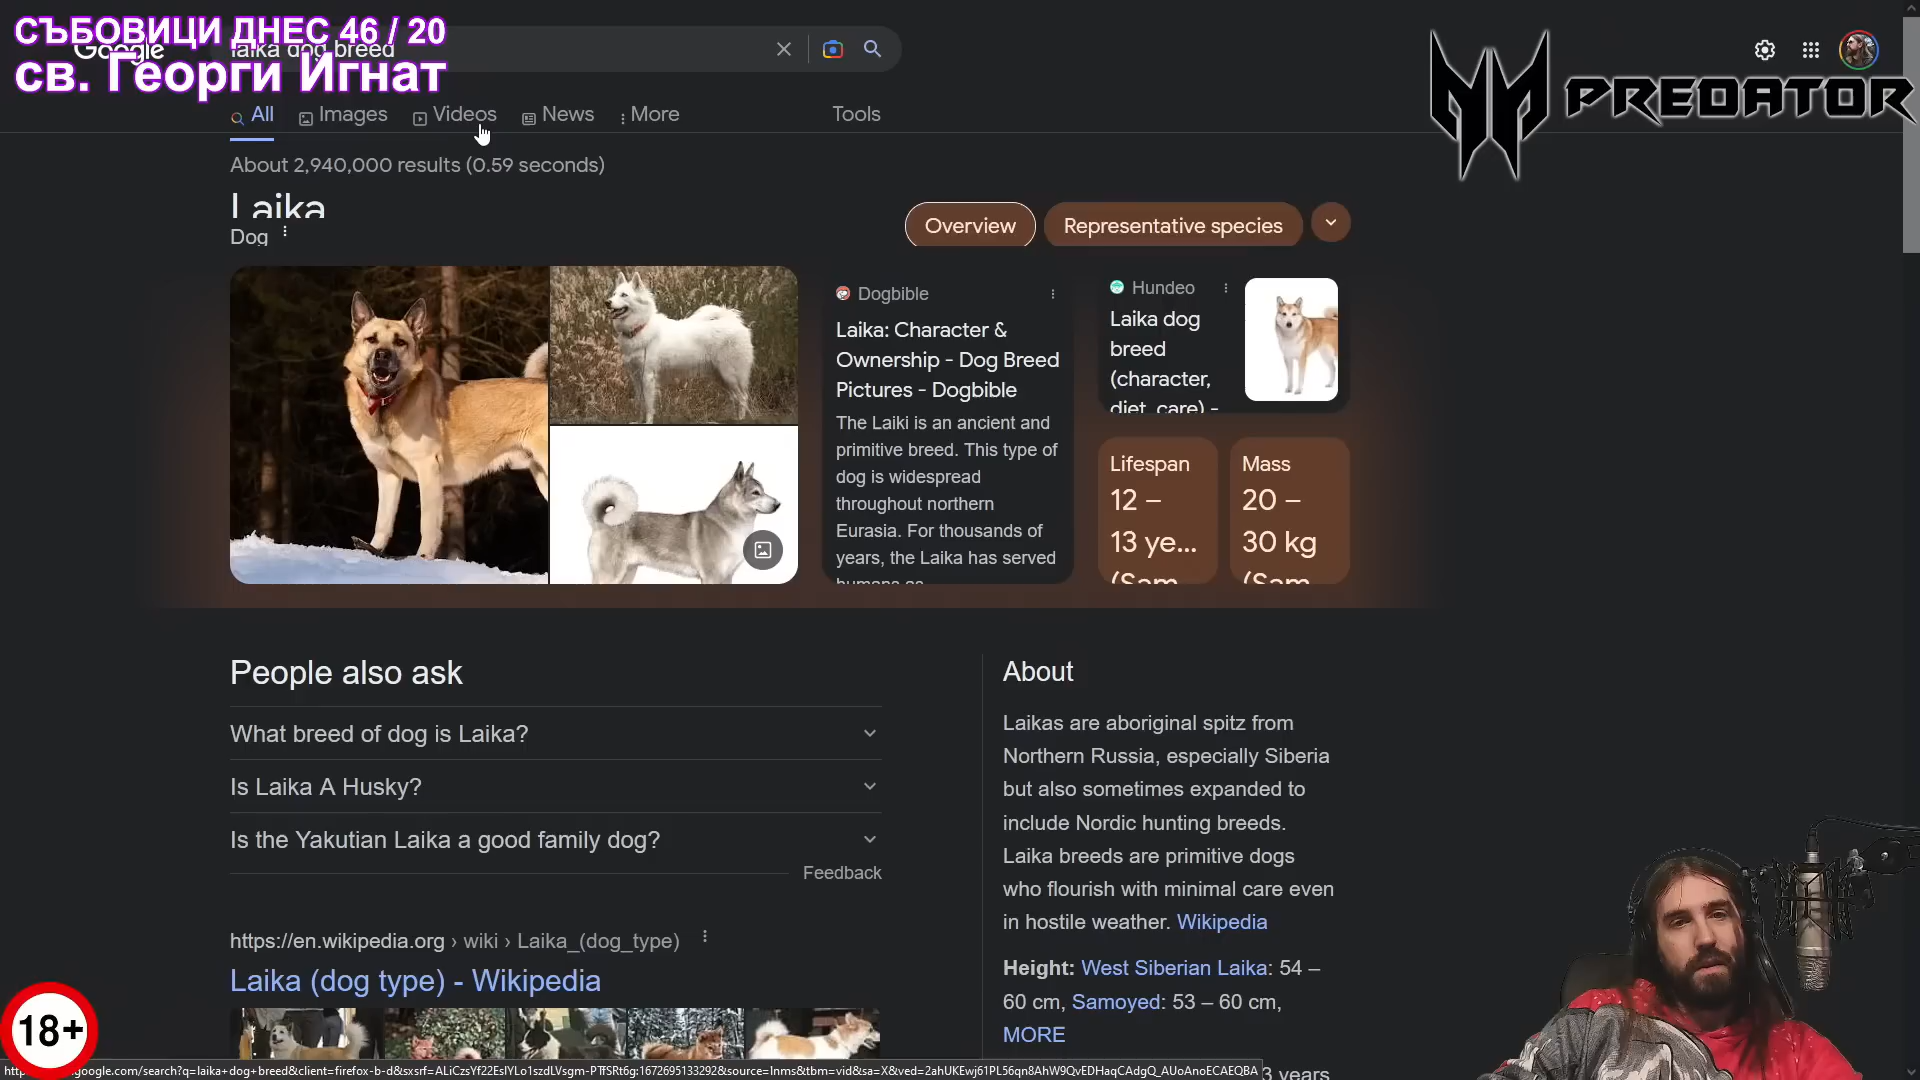 СЪБОВИЦИ ДНЕС 46 / 20
св. Георги Игнат
Google
laika dog breed
PREDATOR
All
Images
Videos
News
More
Tools
About 2,940,000 results (0.59 seconds)
Laika
Dog
Overview
Representative species
Dogbible
Laika: Character &
Ownership - Dog Breed
Pictures - Dogbible
The Laiki is an ancient and
primitive breed. This type of
dog is widespread
throughout northern
Eurasia. For thousands of
years, the Laika has served
humans as
Hundeo
Laika dog
breed
(character,
diet, care) -
Lifespan
12 –
13 ye...
(Sam
Mass
20 –
30 kg
(Sam
People also ask
What breed of dog is Laika?
Is Laika A Husky?
Is the Yakutian Laika a good family dog?
Feedback
https://en.wikipedia.org › wiki › Laika_(dog_type)
Laika (dog type) - Wikipedia
About
Laikas are aboriginal spitz from
Northern Russia, especially Siberia
but also sometimes expanded to
include Nordic hunting breeds.
Laika breeds are primitive dogs
who flourish with minimal care even
in hostile weather. Wikipedia
Height: West Siberian Laika: 54 –
60 cm, Samoyed: 53 – 60 cm,
MORE
3 years
18+